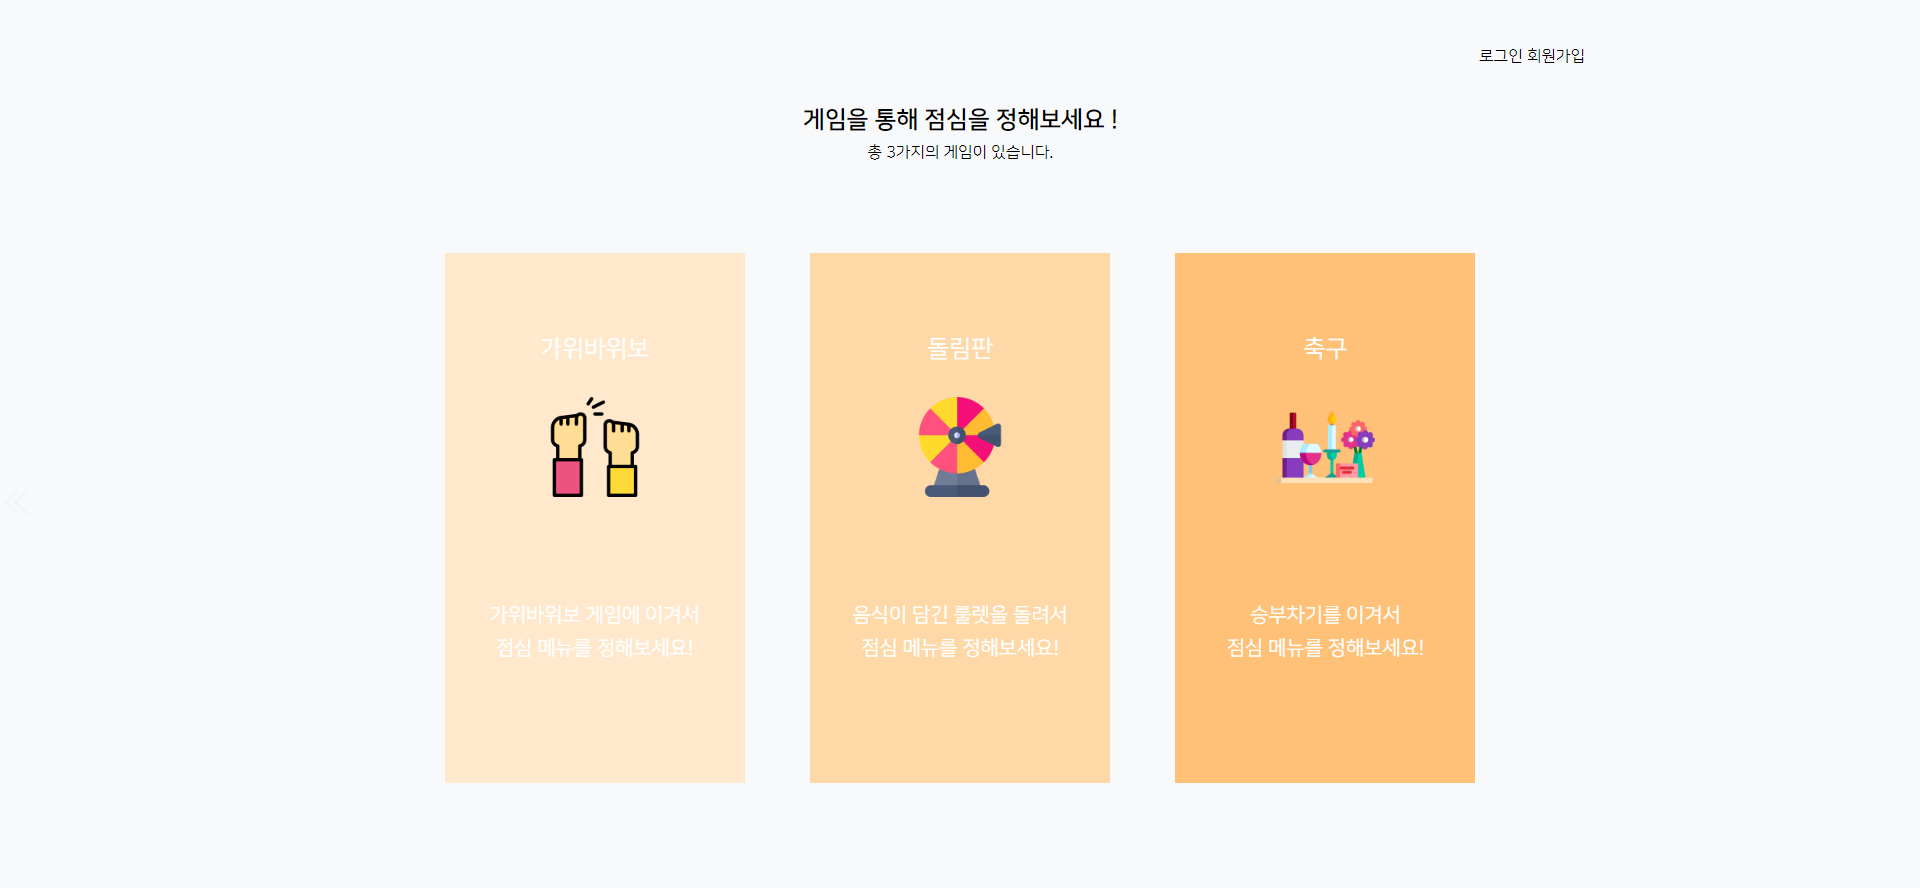 로그인 회원가입
게임을 통해 점심을 정해보세요 !
총 3가지의 게임이 있습니다.
가위바위보
돌림판
축구
가위바위보 게임에 이겨서
점심 메뉴를 정해보세요!
음식이 담긴 룰렛을 돌려서
점심 메뉴를 정해보세요!
승부차기를 이겨서
점심 메뉴를 정해보세요!